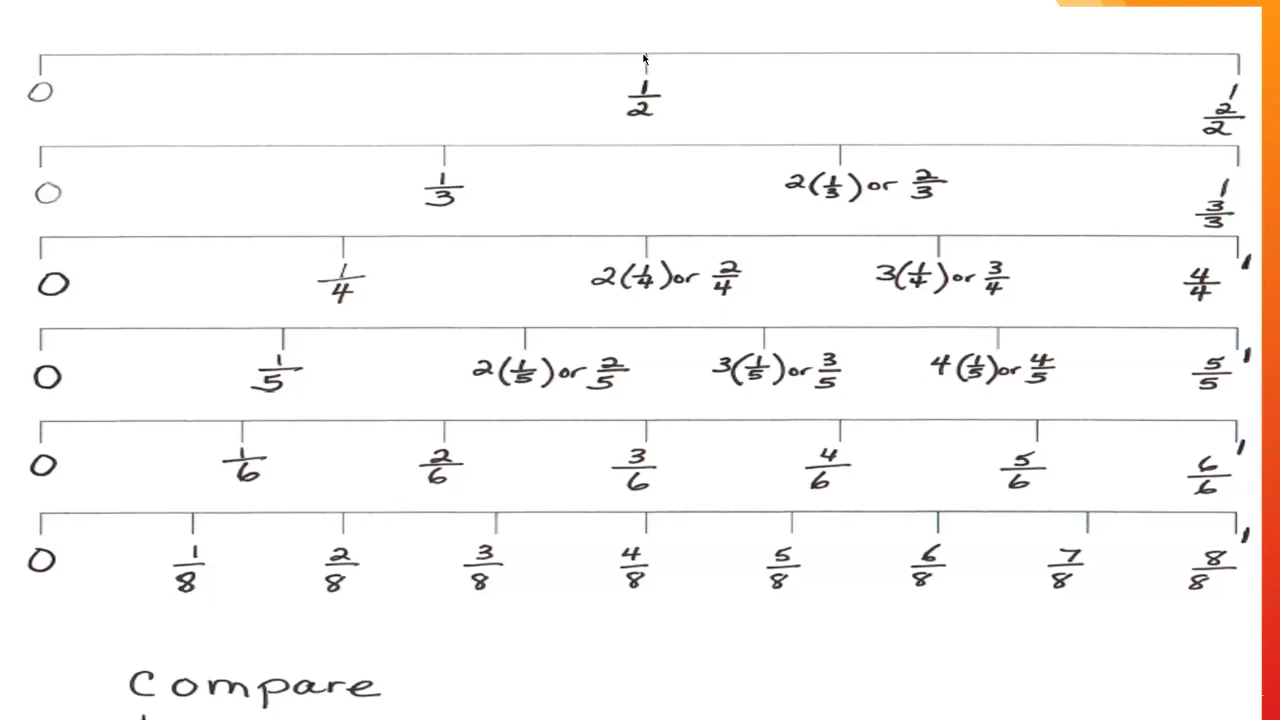 0 1/2 1 2/2
0 1/3 2(1/3) or 2/3 1 3/3
0 1/4 2(1/4) or 2/4 3(1/4) or 3/4 4/4 1
0 1/5 2(1/5) or 2/5 3(1/5) or 3/5 4(1/5) or 4/5 5/5 1
0 1/6 2/6 3/6 4/6 5/6 6/6 1
0 1/8 2/8 3/8 4/8 5/8 6/8 7/8 8/8 1
Compare